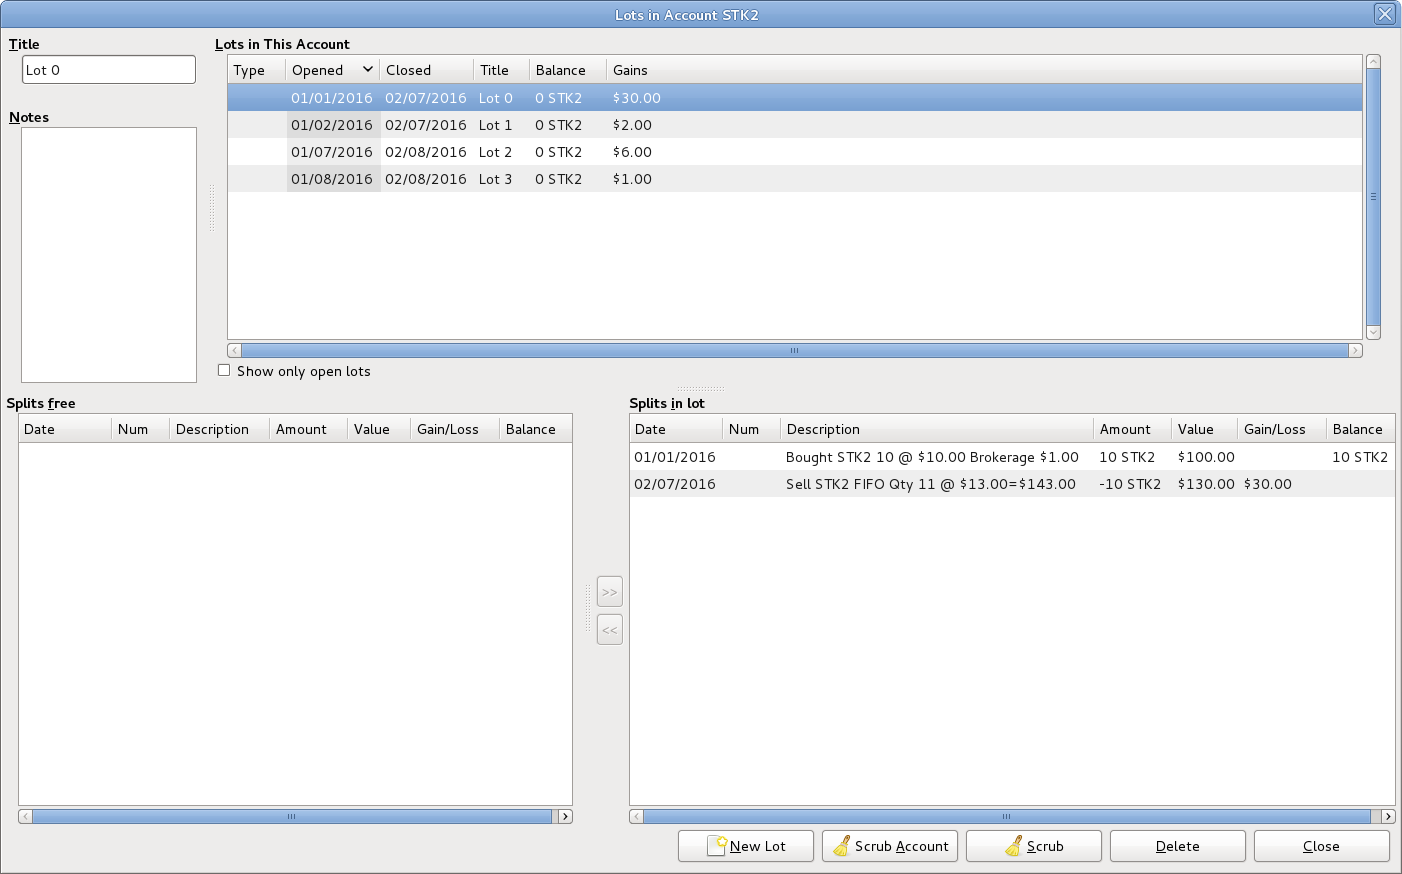 Lots in Account STK2
Title
Lot 0
Notes
Lots in This Account
Type Opened Closed Title Balance Gains
01/01/2016 02/07/2016 Lot 0 0 STK2 $30.00
01/02/2016 02/07/2016 Lot 1 0 STK2 $2.00
01/07/2016 02/08/2016 Lot 2 0 STK2 $6.00
01/08/2016 02/08/2016 Lot 3 0 STK2 $1.00
Show only open lots
Splits free
Date Num Description Amount Value Gain/Loss Balance
>>
<<
Splits in lot
Date Num Description Amount Value Gain/Loss Balance
01/01/2016 Bought STK2 10 @ $10.00 Brokerage $1.00 10 STK2 $100.00 10 STK2
02/07/2016 Sell STK2 FIFO Qty 11 @ $13.00=$143.00 -10 STK2 $130.00 $30.00
New Lot Scrub Account Scrub Delete Close